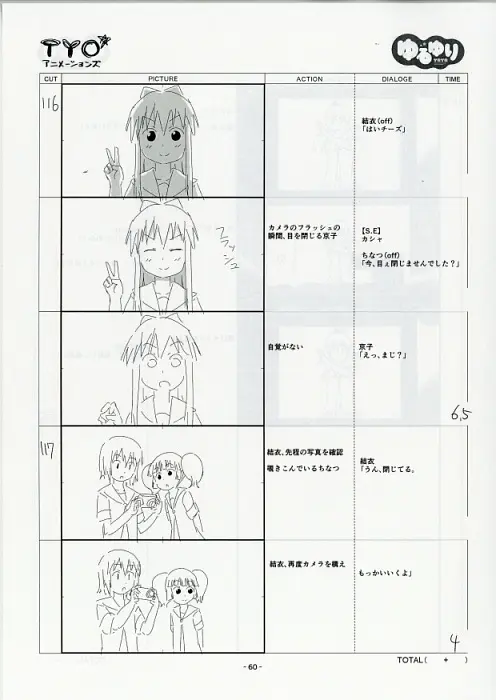 TYO
アニメーションズ
ゆるゆり
CUT PICTURE ACTION DIALOGE TIME
116
結衣(off)
「はいチーズ」
フラッシュ
カメラのフラッシュの
瞬間、目を閉じる京子
【S.E】
カシャ
ちなつ(off)
「今、目ぇ閉じませんでした?」
自覚がない
京子
「えっ、まじ?」
6,5
117
結衣、先程の写真を確認
覗きこんでいるちなつ
結衣
「うん、閉じてる。
結衣、再度カメラを構え
もっかいいくよ」
4
TOTAL( + )
- 60 -